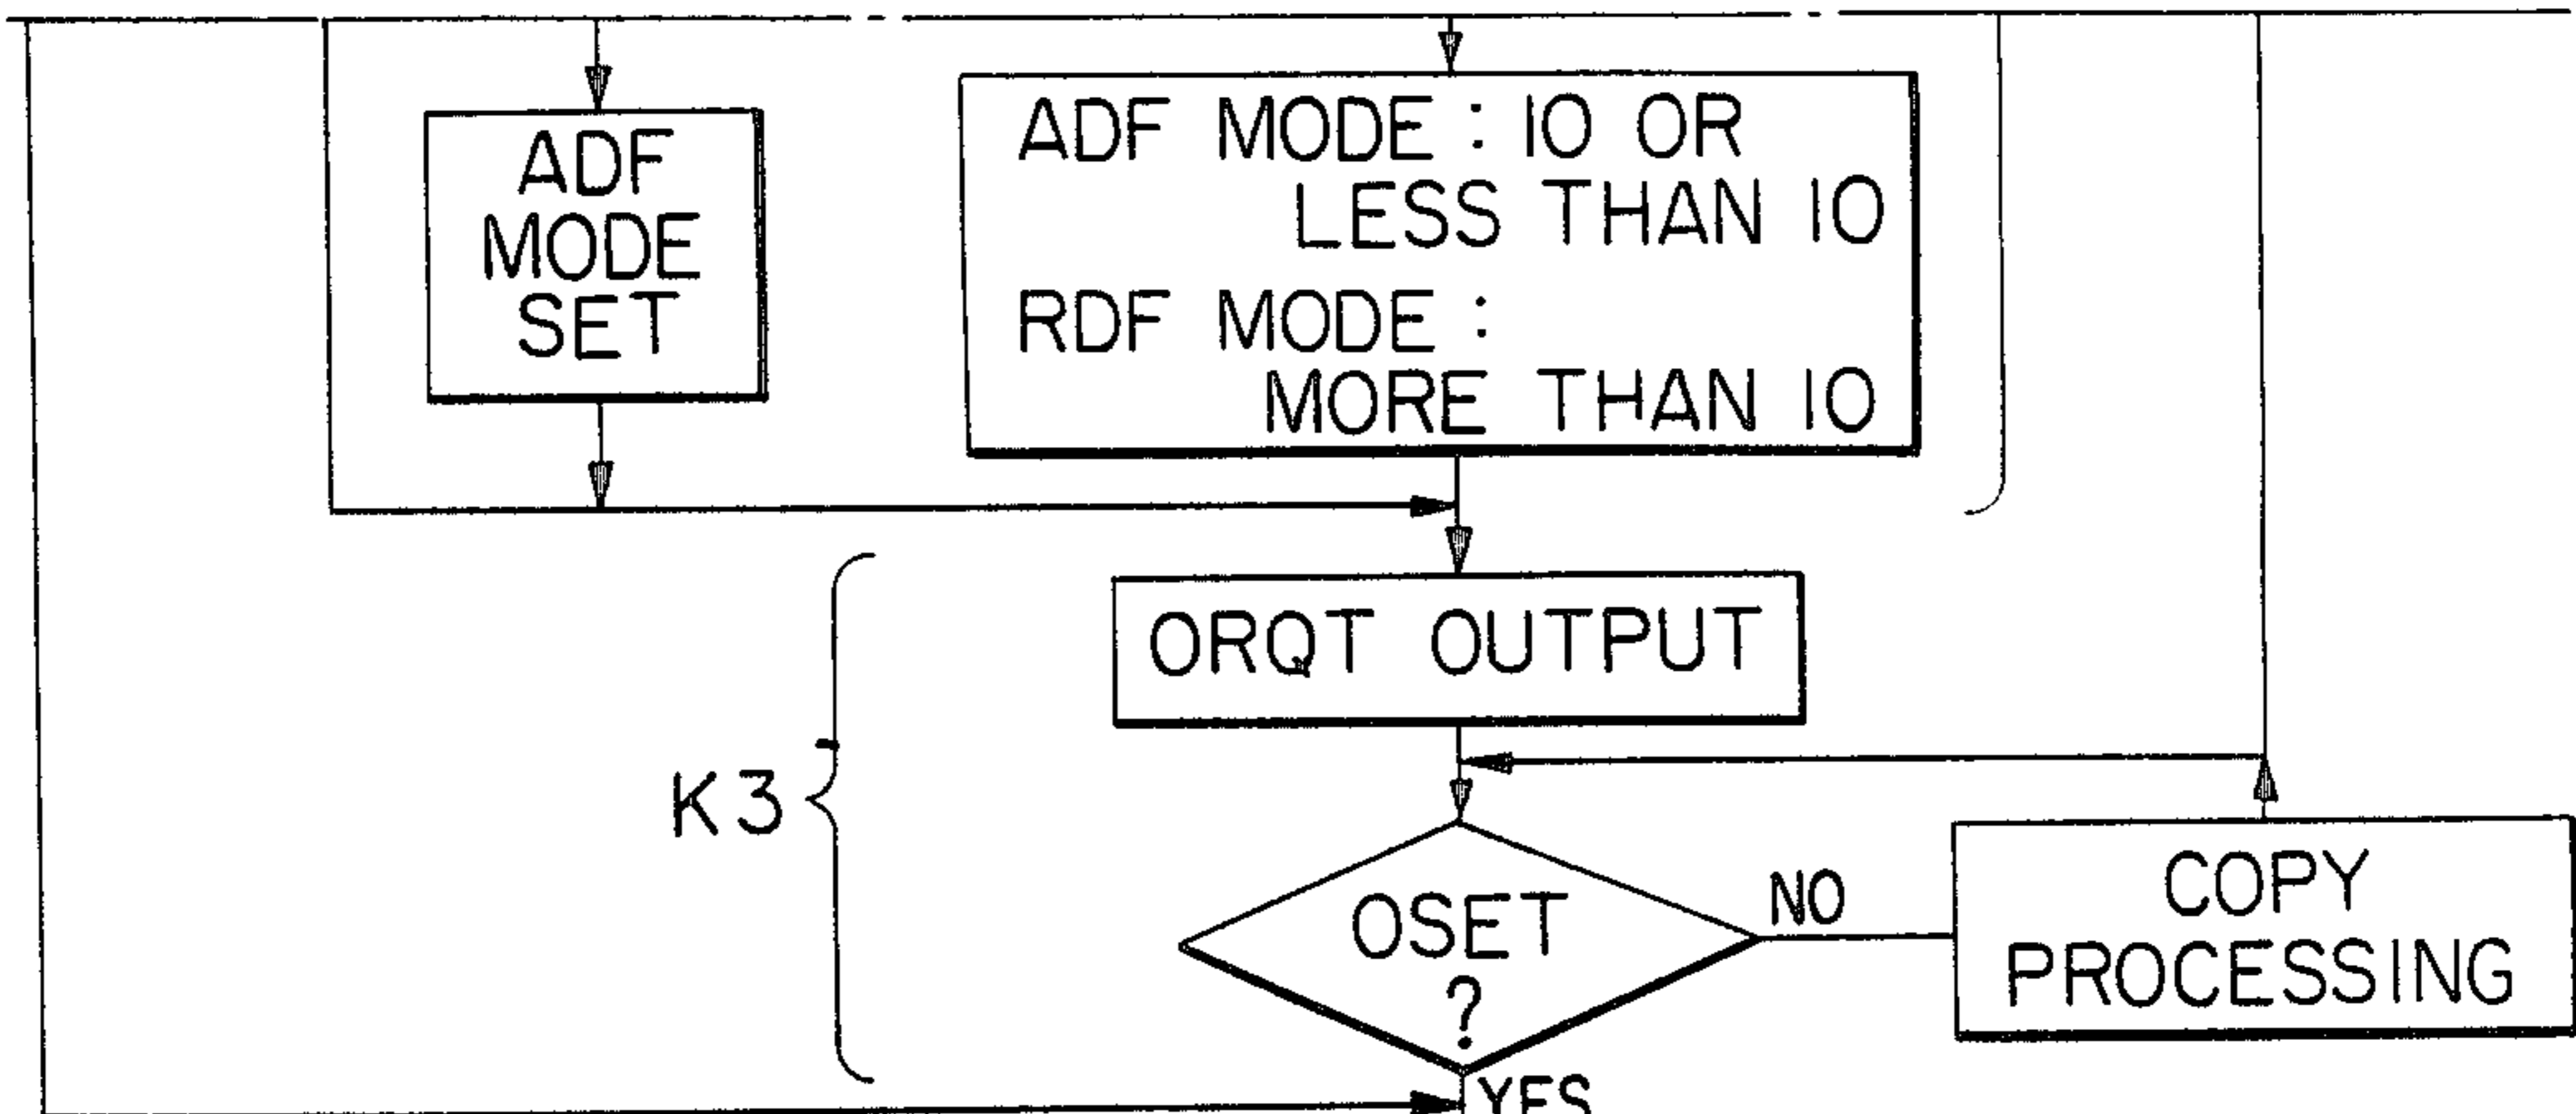 ADF
MODE
SET
ADF MODE : 10 OR
LESS THAN 10
RDF MODE :
MORE THAN 10
ORQT OUTPUT
K3
OSET
?
NO
COPY
PROCESSING
YES